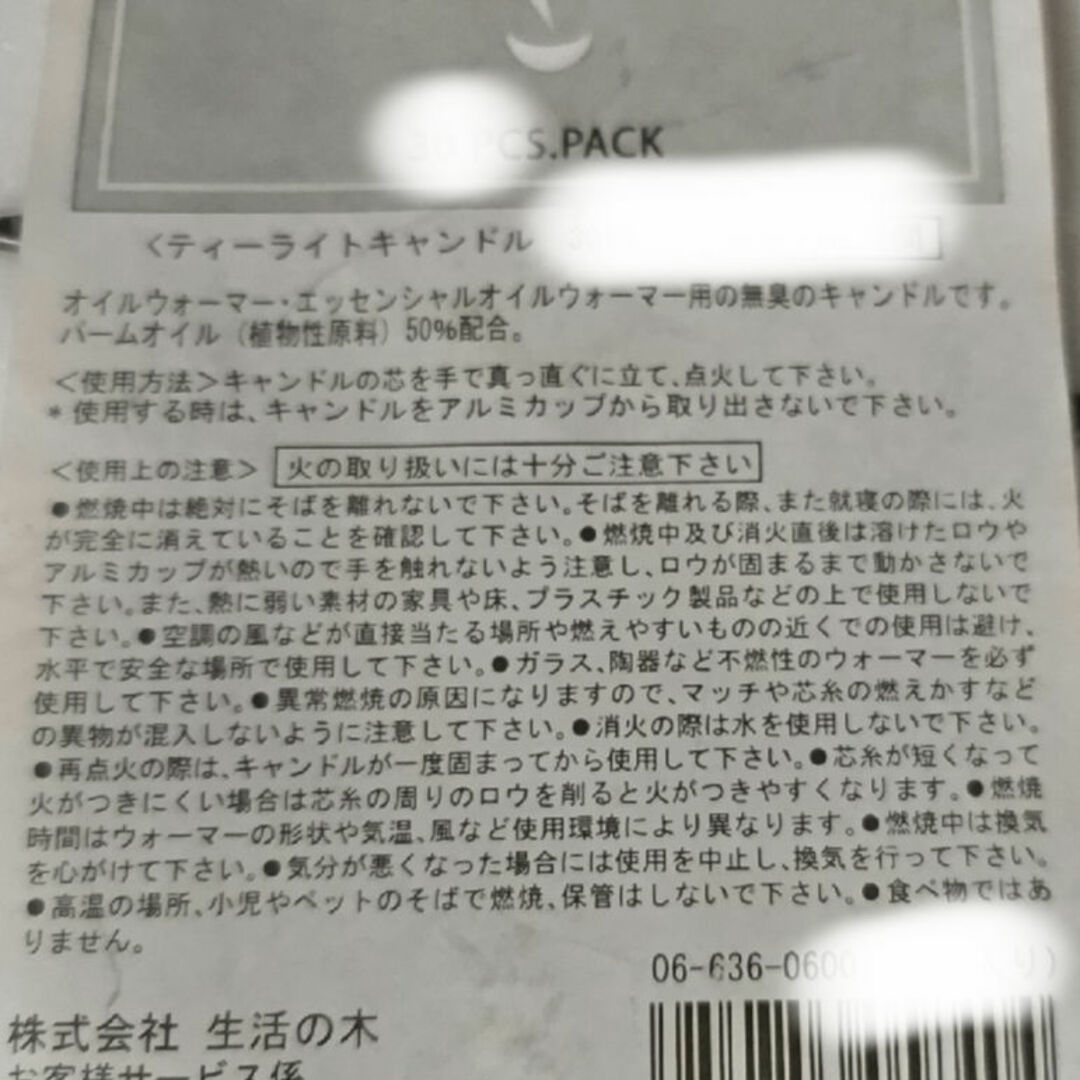 PCS.PACK
<ティーライトキャンドル
オイルウォーマー・エッセンシャルオイルウォーマー用の無臭のキャンドルです。
パームオイル(植物性原料)50%配合。
<使用方法>キャンドルの芯を手で真っ直ぐに立て、点火して下さい。
*使用する時は、キャンドルをアルミカップから取り出さないで下さい。
<使用上の注意> 火の取り扱いには十分ご注意下さい
●燃焼中は絶対にそばを離れないで下さい。そばを離れる際、また就寝の際には、火
が完全に消えていることを確認して下さい。●燃焼中及び消火直後は溶けたロウや
アルミカップが熱いので手を触れないよう注意し、ロウが固まるまで動かさないで
下さい。また、熱に弱い素材の家具や床、プラスチック製品などの上で使用しないで
下さい。●空調の風などが直接当たる場所や燃えやすいものの近くでの使用は避け、
水平で安全な場所で使用して下さい。●ガラス、陶器など不燃性のウォーマーを必ず
使用して下さい。●異常燃焼の原因になりますので、マッチや芯糸の燃えかすなど
の異物が混入しないように注意して下さい。●消火の際は水を使用しないで下さい。
●再点火の際は、キャンドルが一度固まってから使用して下さい。●芯糸が短くなって
火がつきにくい場合は芯糸の周りのロウを削ると火がつきやすくなります。●燃焼
時間はウォーマーの形状や気温、風など使用環境により異なります。●燃焼中は換気
を心がけて下さい。●気分が悪くなった場合には使用を中止し、換気を行って下さい。
●高温の場所、小児やペットのそばで燃焼、保管はしないで下さい。●食べ物ではあ
りません。
06-636-0600
株式会社 生活の木
お客様サービス係